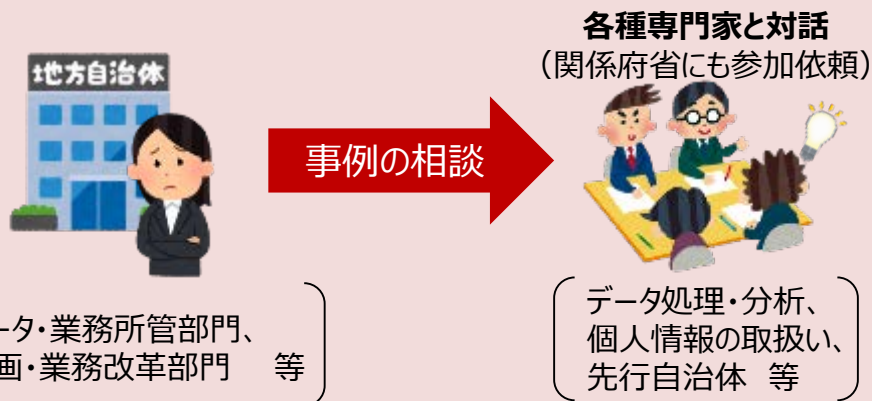 各種専門家と対話
（関係府省にも参加依頼）
地方自治体
事例の相談
ータ・業務所管部門、
画・業務改革部門　等
データ処理・分析、
個人情報の取扱い、
先行自治体　等